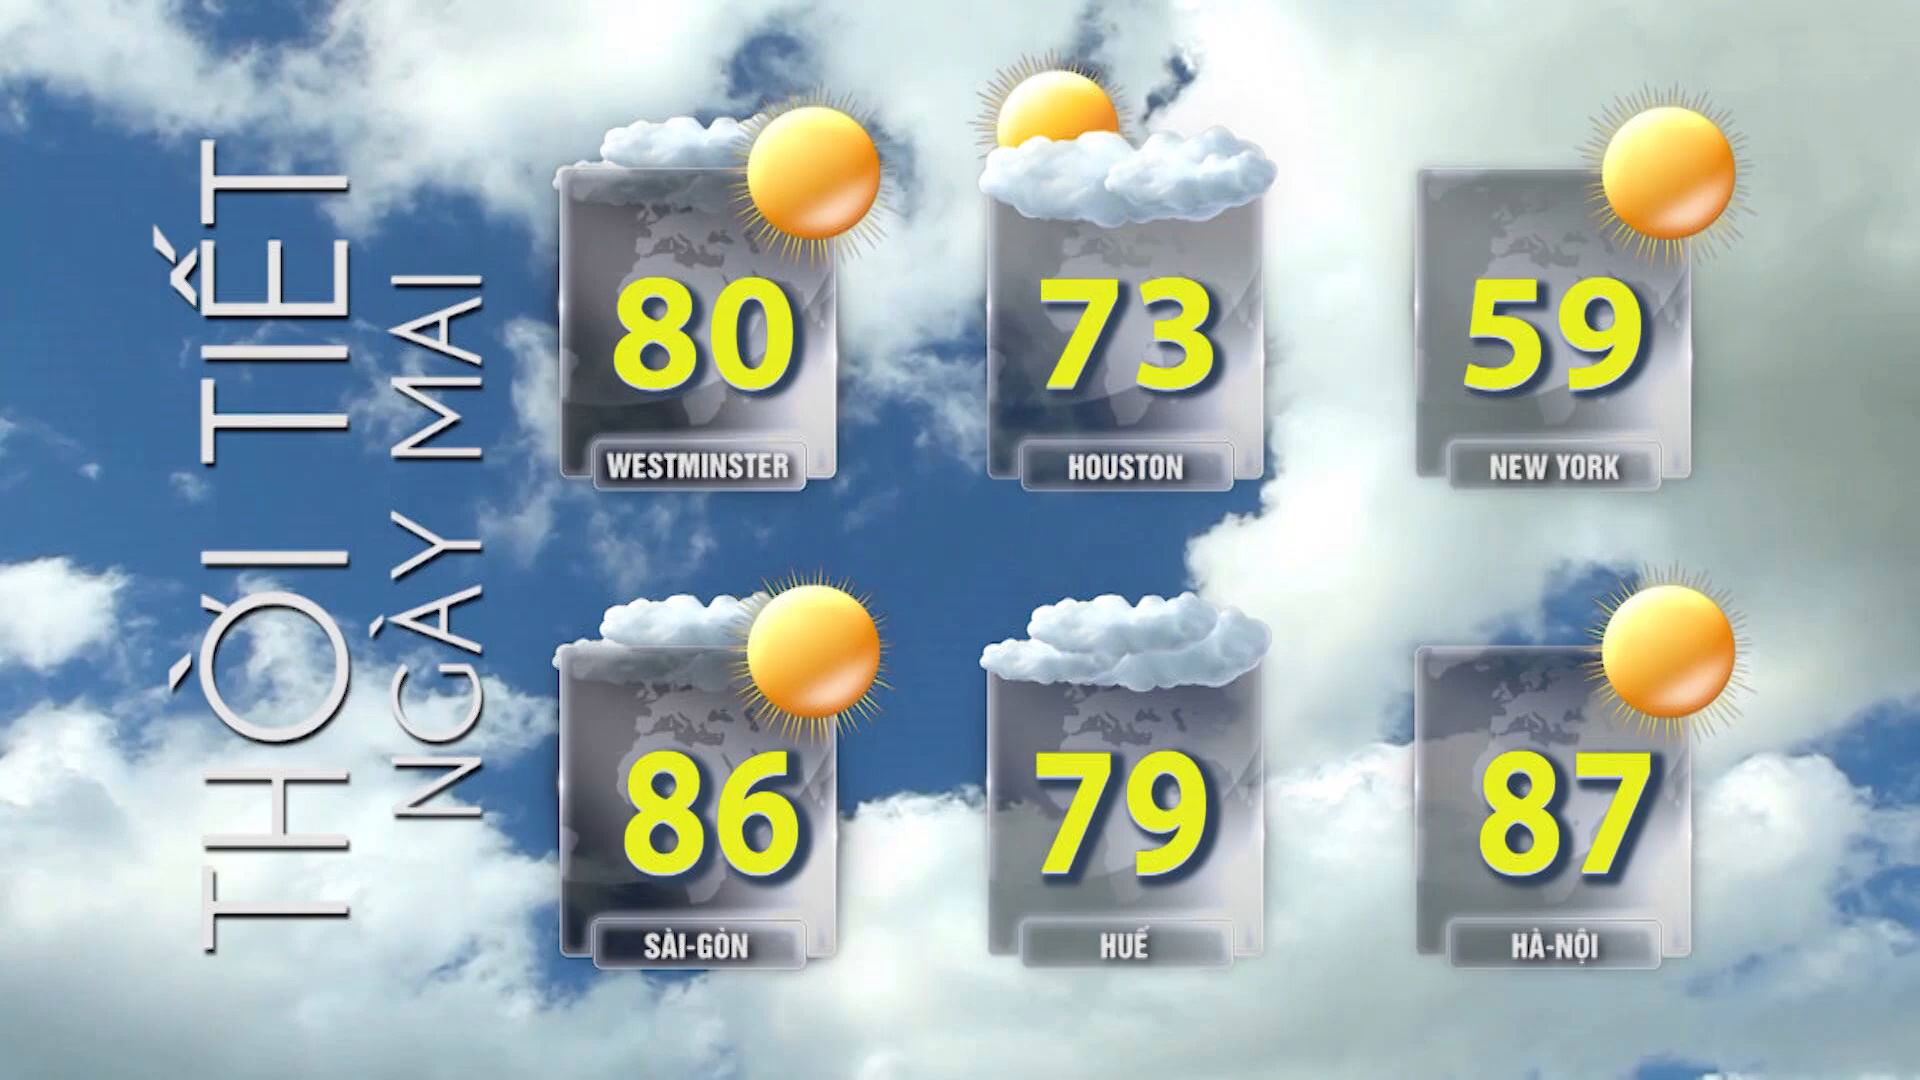 THỜI TIẾT
NGÀY MAI
80
WESTMINSTER
73
HOUSTON
59
NEW YORK
86
SÀI-GÒN
79
HUẾ
87
HÀ-NỘI